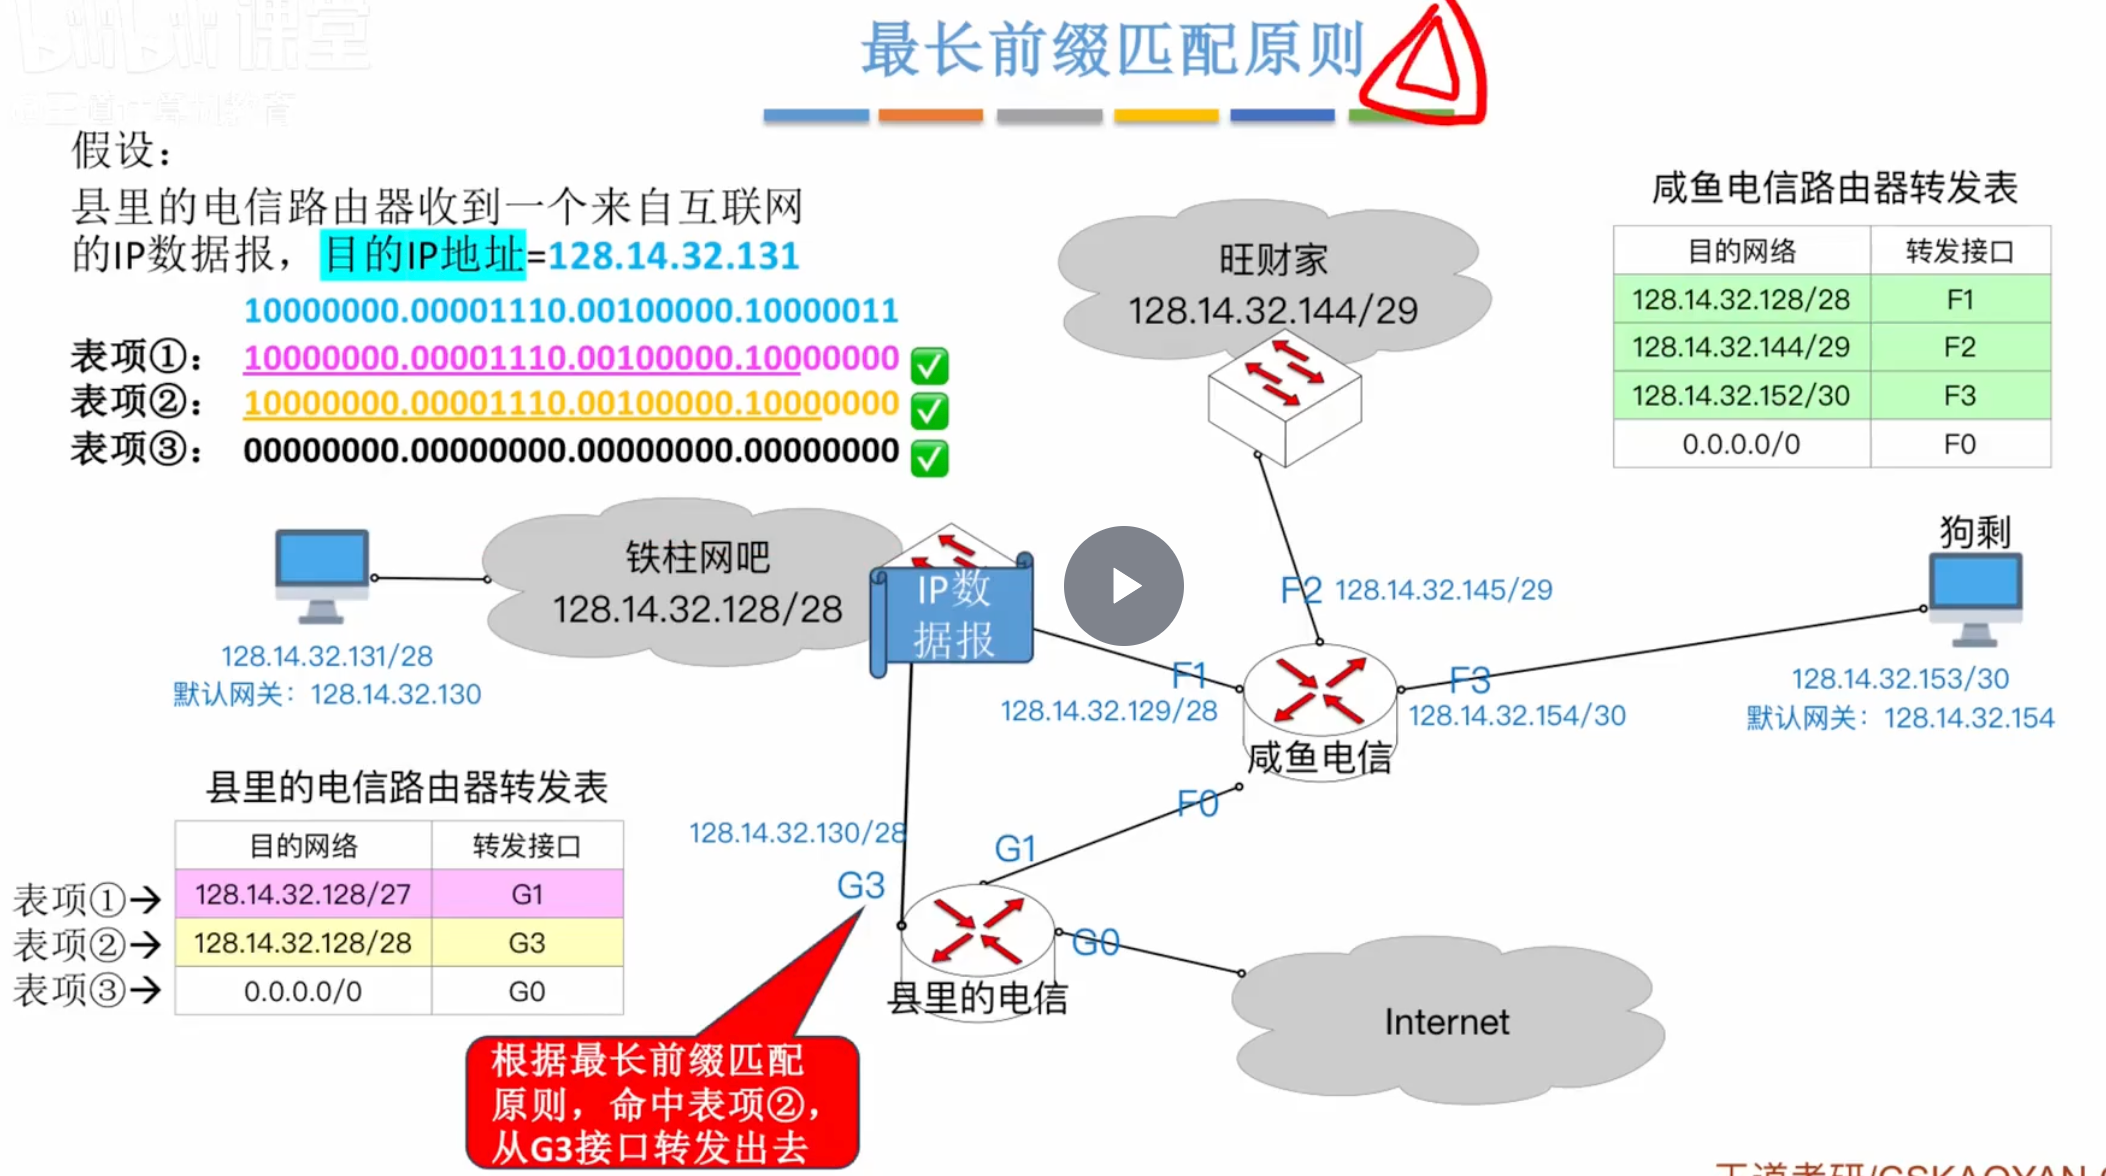 bilibili课堂
最长前缀匹配原则
假设：
县里的电信路由器收到一个来自互联网
的IP数据报，目的IP地址=128.14.32.131
10000000.00001110.00100000.10000011
表项①： 10000000.00001110.00100000.10000000
表项②： 10000000.00001110.00100000.10000000
表项③： 00000000.00000000.00000000.00000000
旺财家
128.14.32.144/29
咸鱼电信路由器转发表
目的网络 转发接口
128.14.32.128/28 F1
128.14.32.144/29 F2
128.14.32.152/30 F3
0.0.0.0/0 F0
铁柱网吧
128.14.32.128/28
IP数
据报
128.14.32.131/28
默认网关：128.14.32.130
F2 128.14.32.145/29
F1
128.14.32.129/28
F3
128.14.32.154/30
咸鱼电信
狗剩
128.14.32.153/30
默认网关：128.14.32.154
F0
G1
128.14.32.130/28
G3
G0
县里的电信
Internet
县里的电信路由器转发表
目的网络 转发接口
表项①→ 128.14.32.128/27 G1
表项②→ 128.14.32.128/28 G3
表项③→ 0.0.0.0/0 G0
根据最长前缀匹配
原则，命中表项②，
从G3接口转发出去